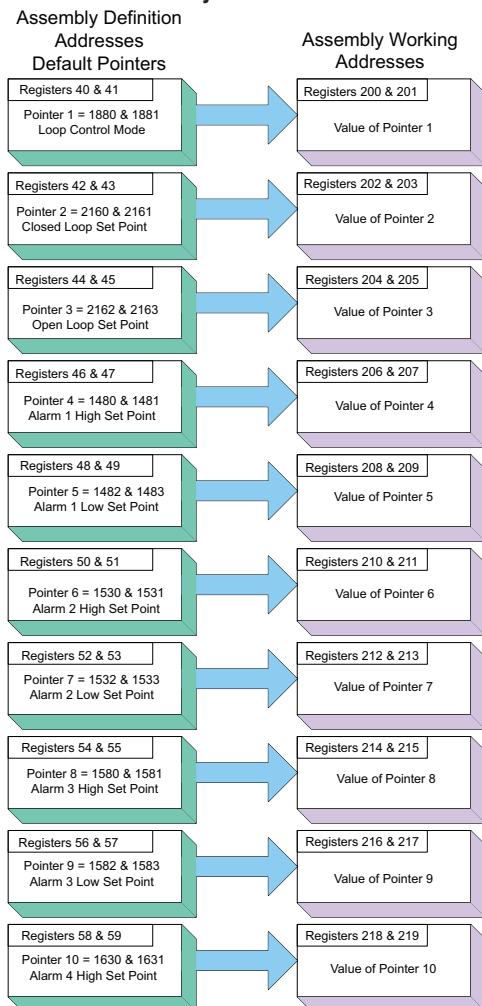 Assembly Definition
Addresses
Default Pointers
Assembly Working
Addresses
Registers 40 & 41
Pointer 1 = 1880 & 1881
Loop Control Mode
Registers 200 & 201
Value of Pointer 1
Registers 42 & 43
Pointer 2 = 2160 & 2161
Closed Loop Set Point
Registers 202 & 203
Value of Pointer 2
Registers 44 & 45
Pointer 3 = 2162 & 2163
Open Loop Set Point
Registers 204 & 205
Value of Pointer 3
Registers 46 & 47
Pointer 4 = 1480 & 1481
Alarm 1 High Set Point
Registers 206 & 207
Value of Pointer 4
Registers 48 & 49
Pointer 5 = 1482 & 1483
Alarm 1 Low Set Point
Registers 208 & 209
Value of Pointer 5
Registers 50 & 51
Pointer 6 = 1530 & 1531
Alarm 2 High Set Point
Registers 210 & 211
Value of Pointer 6
Registers 52 & 53
Pointer 7 = 1532 & 1533
Alarm 2 Low Set Point
Registers 212 & 213
Value of Pointer 7
Registers 54 & 55
Pointer 8 = 1580 & 1581
Alarm 3 High Set Point
Registers 214 & 215
Value of Pointer 8
Registers 56 & 57
Pointer 9 = 1582 & 1583
Alarm 3 Low Set Point
Registers 216 & 217
Value of Pointer 9
Registers 58 & 59
Pointer 10 = 1630 & 1631
Alarm 4 High Set Point
Registers 218 & 219
Value of Pointer 10